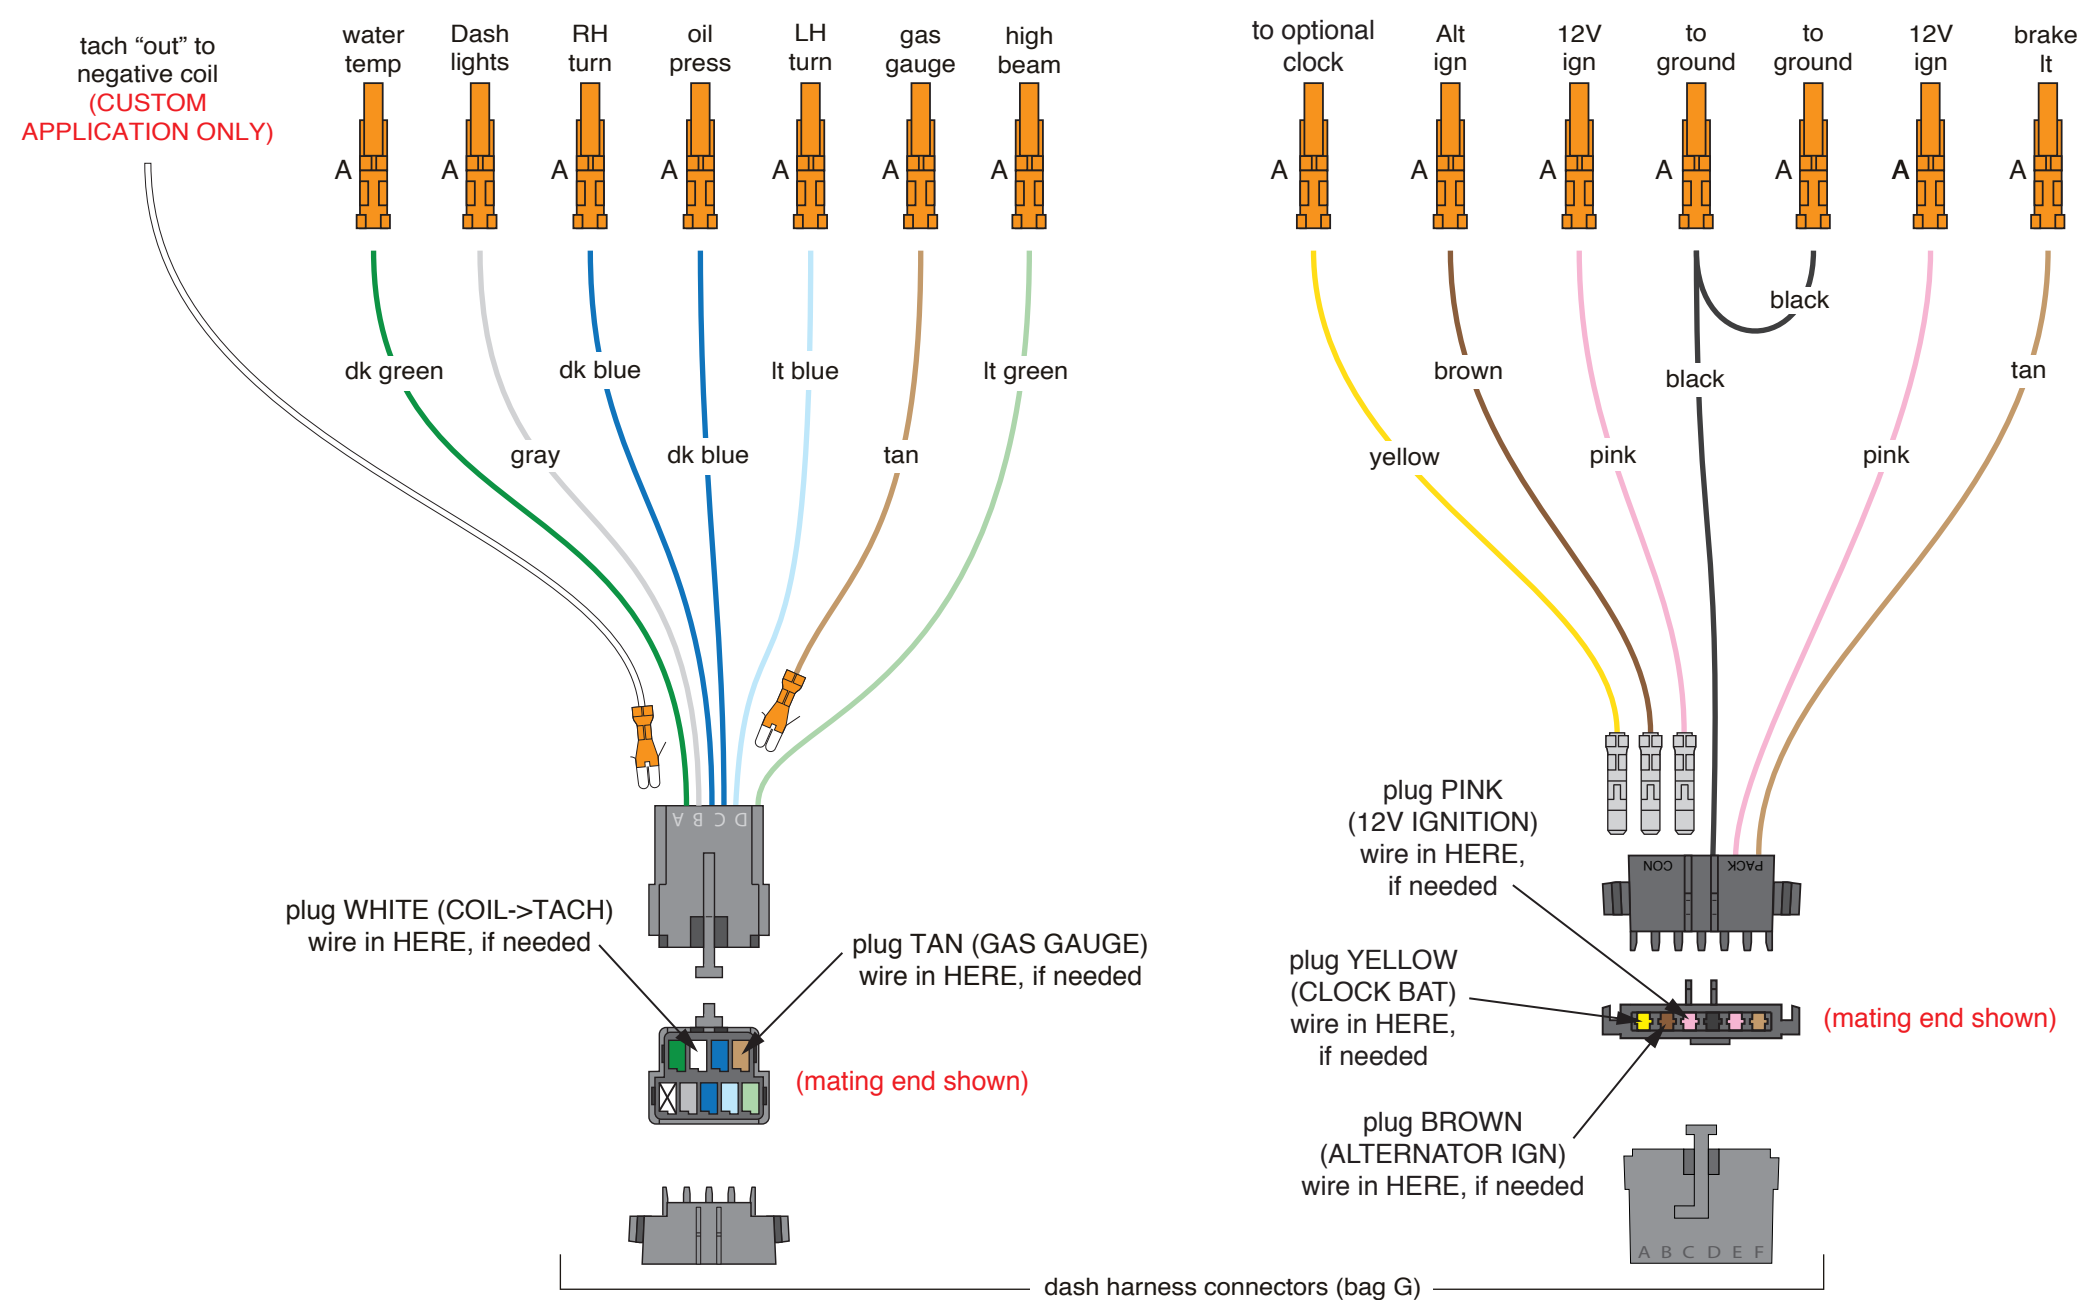 tach “out” to
negative coil
(CUSTOM
APPLICATION ONLY)
water
temp
Dash
lights
RH
turn
oil
press
LH
turn
gas
gauge
high
beam
to optional
clock
Alt
ign
12V
ign
to
ground
to
ground
12V
ign
brake
lt
A
A
A
A
A
A
A
A
A
A
A
A
A
A
black
dk green
dk blue
lt blue
lt green
brown
black
tan
gray
dk blue
tan
yellow
pink
pink
A B C D
CON
PACK
plug PINK
(12V IGNITION)
wire in HERE,
if needed
plug WHITE (COIL->TACH)
wire in HERE, if needed
plug TAN (GAS GAUGE)
wire in HERE, if needed
plug YELLOW
(CLOCK BAT)
wire in HERE,
if needed
(mating end shown)
(mating end shown)
plug BROWN
(ALTERNATOR IGN)
wire in HERE, if needed
A B C D E F
dash harness connectors (bag G)